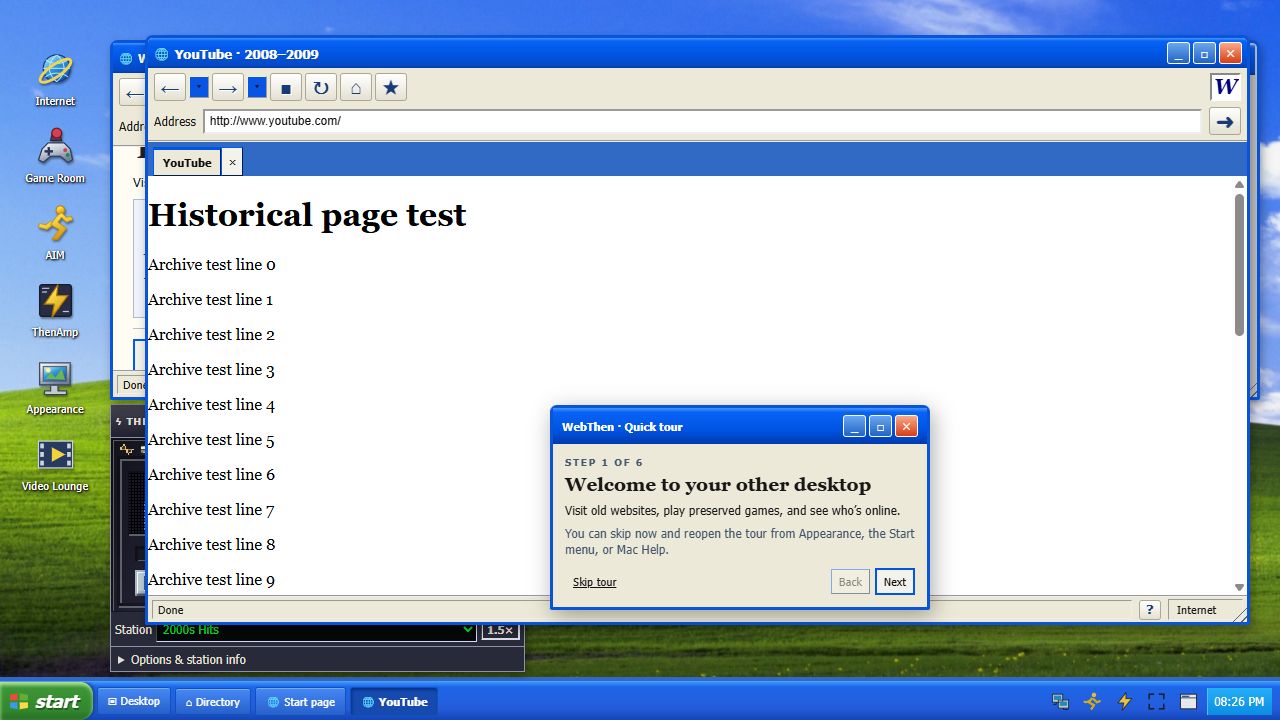 Internet
Game Room
AIM
ThenAmp
Appearance
Video Lounge
W
YouTube · 2008–2009
W
Addr
Address
http://www.youtube.com/
YouTube ×
Vis
Historical page test
Archive test line 0
Archive test line 1
Archive test line 2
Archive test line 3
Archive test line 4
Archive test line 5
Archive test line 6
Archive test line 7
Archive test line 8
Archive test line 9
Done
Done
?
Internet
WebThen · Quick tour
STEP 1 OF 6
Welcome to your other desktop
Visit old websites, play preserved games, and see who’s online.
You can skip now and reopen the tour from Appearance, the Start
menu, or Mac Help.
Skip tour
Back
Next
TH
Station
2000s Hits
1.5×
Options & station info
start
Desktop
Directory
Start page
YouTube
08:26 PM